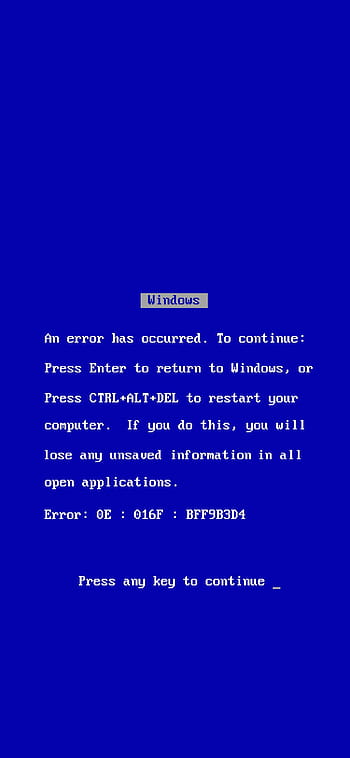 Windows
An error has occurred. To continue:
Press Enter to return to Windows, or
Press CTRL+ALT+DEL to restart your
computer.  If you do this, you will
lose any unsaved information in all
open applications.
Error: 0E : 016F : BFF9B3D4
Press any key to continue _